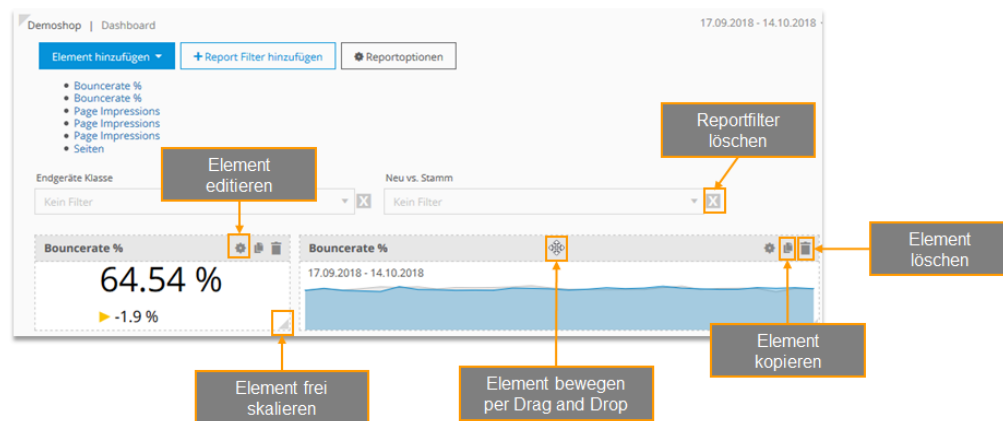 Demoshop | Dashboard
17.09.2018 - 14.10.2018
Element hinzufügen
+ Report Filter hinzufügen
Reportoptionen
• Bouncerate %
• Bouncerate %
• Page Impressions
• Page Impressions
• Page Impressions
• Seiten
Reportfilter
löschen
Element
editieren
Endgeräte Klasse
Neu vs. Stamm
Kein Filter
X
Kein Filter
X
Bouncerate %
Bouncerate %
Element
löschen
64.54 %
-1.9 %
17.09.2018 - 14.10.2018
Element
kopieren
Element frei
skalieren
Element bewegen
per Drag and Drop